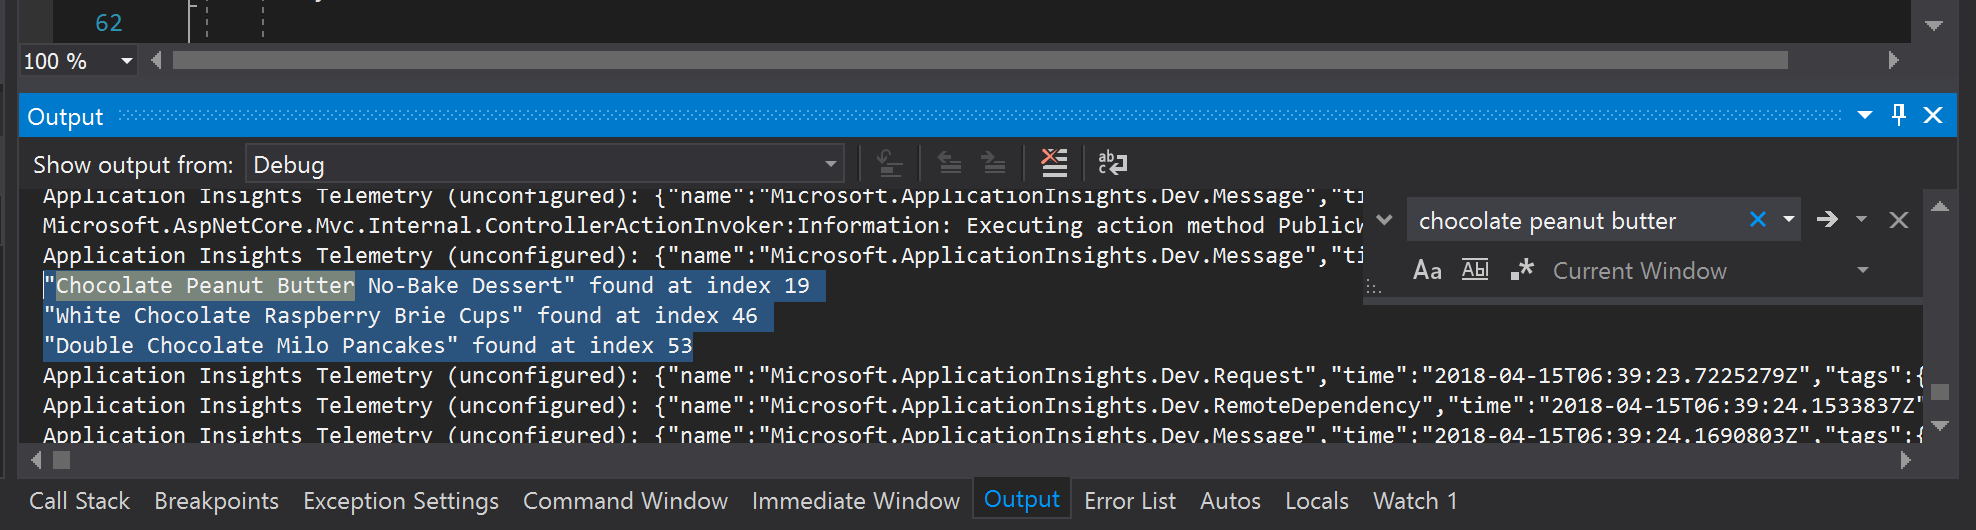 62
100 %
Output
Show output from: Debug
Application Insights Telemetry (unconfigured): {"name":"Microsoft.ApplicationInsights.Dev.Message","ti
Microsoft.AspNetCore.Mvc.Internal.ControllerActionInvoker:Information: Executing action method Public
chocolate peanut butter
Application Insights Telemetry (unconfigured): {"name":"Microsoft.ApplicationInsights.Dev.Message","ti
Aa Abl .* Current Window
"Chocolate Peanut Butter No-Bake Dessert" found at index 19
"White Chocolate Raspberry Brie Cups" found at index 46
"Double Chocolate Milo Pancakes" found at index 53
Application Insights Telemetry (unconfigured): {"name":"Microsoft.ApplicationInsights.Dev.Request","time":"2018-04-15T06:39:23.7225279Z","tags":{
Application Insights Telemetry (unconfigured): {"name":"Microsoft.ApplicationInsights.Dev.RemoteDependency","time":"2018-04-15T06:39:24.1533837Z"
Application Insights Telemetry (unconfigured): {"name":"Microsoft.ApplicationInsights.Dev.Message","time":"2018-04-15T06:39:24.1690803Z","tags":{
Call Stack Breakpoints Exception Settings Command Window Immediate Window Output Error List Autos Locals Watch 1